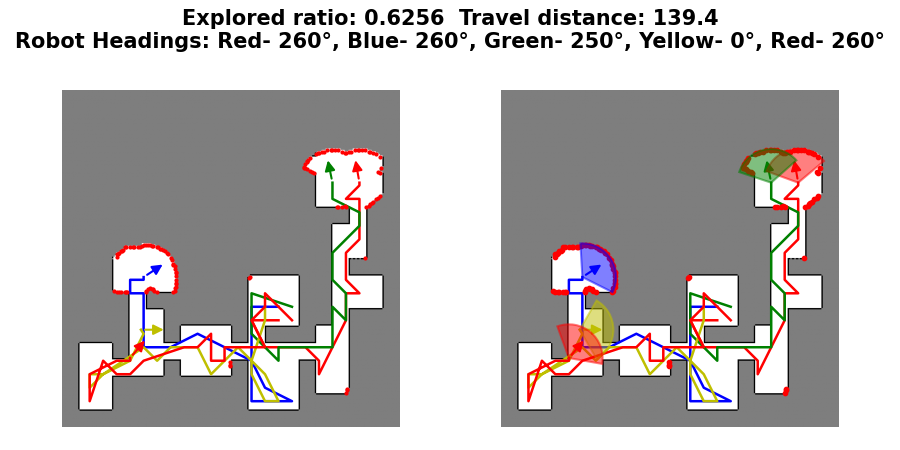 Explored ratio: 0.6256  Travel distance: 139.4
Robot Headings: Red- 260°, Blue- 260°, Green- 250°, Yellow- 0°, Red- 260°